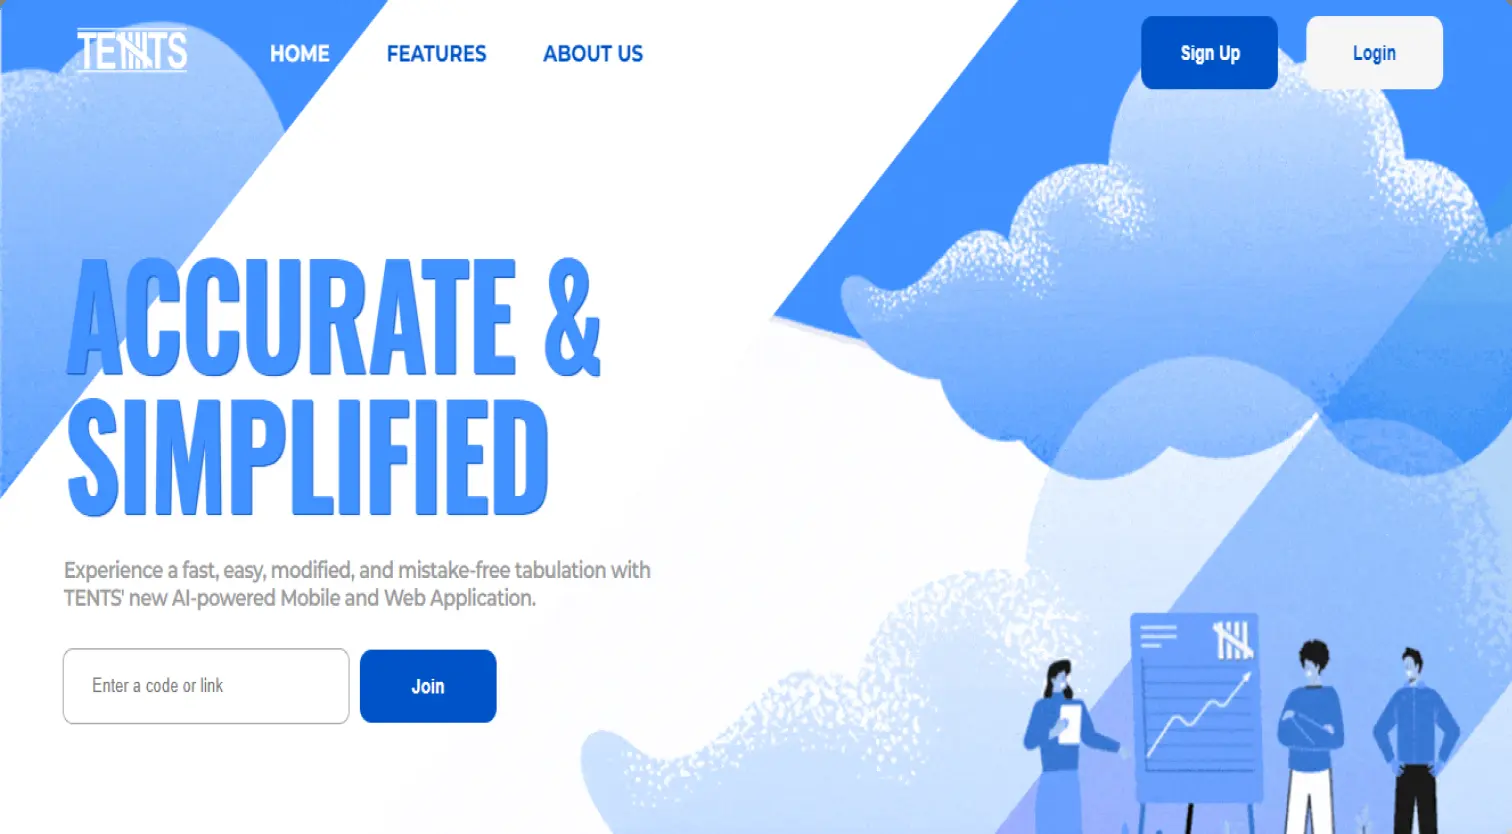 TENTS
HOME
FEATURES
ABOUT US
Sign Up
Login
ACCURATE &
SIMPLIFIED
Experience a fast, easy, modified, and mistake-free tabulation with
TENTS' new AI-powered Mobile and Web Application.
Enter a code or link
Join